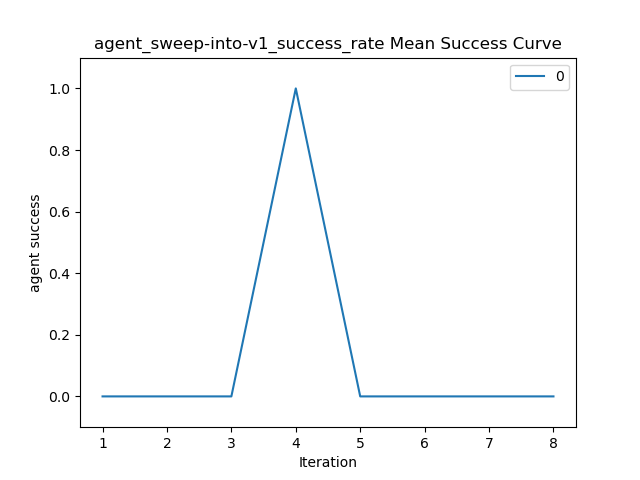 agent_sweep-into-v1_success_rate Mean Success Curve
0
1.0
0.8
0.6
0.4
0.2
0.0
agent success
1 2 3 4 5 6 7 8
Iteration